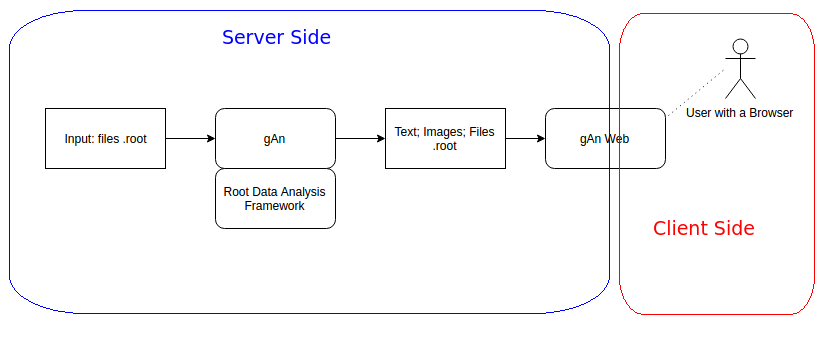 Server Side
Input: files .root
gAn
Root Data Analysis
Framework
Text; Images; Files
.root
gAn Web
User with a Browser
Client Side